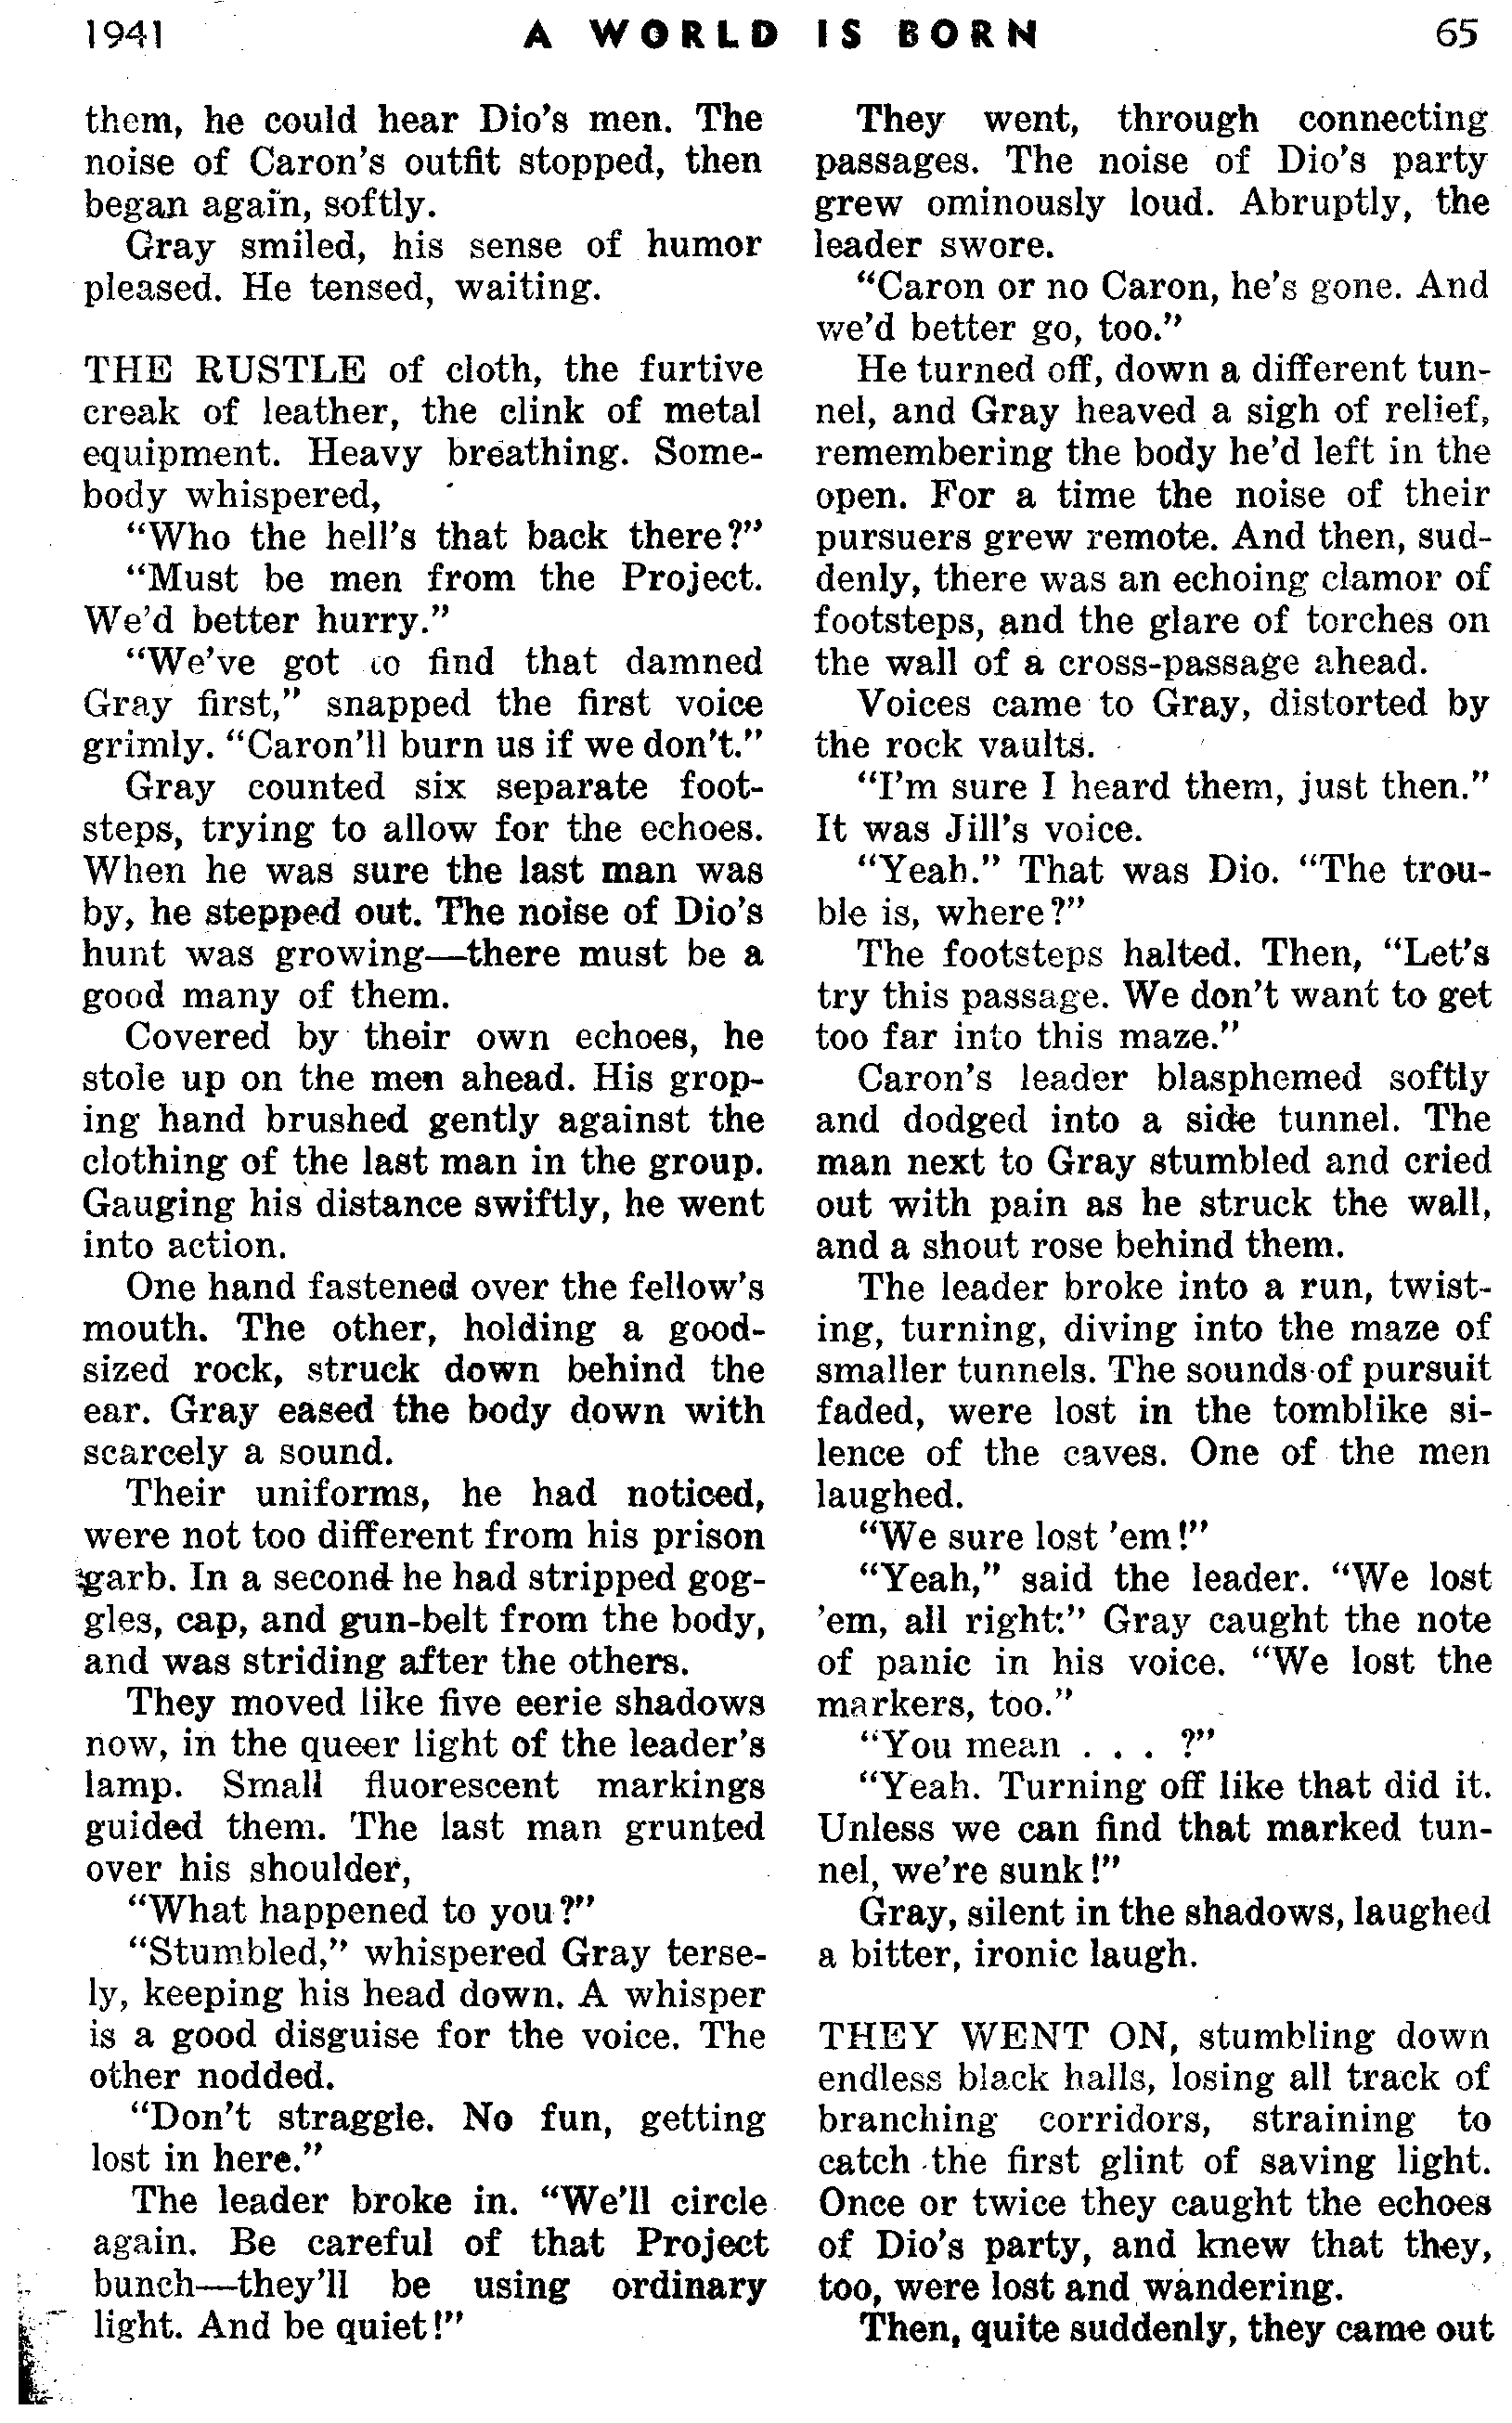 1941 A WORLD IS BORN 65
them, he could hear Dio's men. The
noise of Caron's outfit stopped, then
began again, softly.
Gray smiled, his sense of humor
pleased. He tensed, waiting.
THE RUSTLE of cloth, the furtive
creak of leather, the clink of metal
equipment. Heavy breathing. Some-
body whispered,
"Who the hell's that back there?"
"Must be men from the Project.
We'd better hurry."
"We've got to find that damned
Gray first," snapped the first voice
grimly. "Caron'll burn us if we don't."
Gray counted six separate foot-
steps, trying to allow for the echoes.
When he was sure the last man was
by, he stepped out. The noise of Dio's
hunt was growing—there must be a
good many of them.
Covered by their own echoes, he
stole up on the men ahead. His grop-
ing hand brushed gently against the
clothing of the last man in the group.
Gauging his distance swiftly, he went
into action.
One hand fastened over the fellow's
mouth. The other, holding a good-
sized rock, struck down behind the
ear. Gray eased the body down with
scarcely a sound.
Their uniforms, he had noticed,
were not too different from his prison
garb. In a second he had stripped gog-
gles, cap, and gun-belt from the body,
and was striding after the others.
They moved like five eerie shadows
now, in the queer light of the leader's
lamp. Small fluorescent markings
guided them. The last man grunted
over his shoulder,
"What happened to you?"
"Stumbled," whispered Gray terse-
ly, keeping his head down. A whisper
is a good disguise for the voice. The
other nodded.
"Don't straggle. No fun, getting
lost in here."
The leader broke in. "We'll circle
again. Be careful of that Project
bunch—they'll be using ordinary
light. And be quiet!"
They went, through connecting
passages. The noise of Dio's party
grew ominously loud. Abruptly, the
leader swore.
"Caron or no Caron, he's gone. And
we'd better go, too."
He turned off, down a different tun-
nel, and Gray heaved a sigh of relief,
remembering the body he'd left in the
open. For a time the noise of their
pursuers grew remote. And then, sud-
denly, there was an echoing clamor of
footsteps, and the glare of torches on
the wall of a cross-passage ahead.
Voices came to Gray, distorted by
the rock vaults.
"I'm sure I heard them, just then."
It was Jill's voice.
"Yeah." That was Dio. "The trou-
ble is, where?"
The footsteps halted. Then, "Let's
try this passage. We don't want to get
too far into this maze."
Caron's leader blasphemed softly
and dodged into a side tunnel. The
man next to Gray stumbled and cried
out with pain as he struck the wall,
and a shout rose behind them.
The leader broke into a run, twist-
ing, turning, diving into the maze of
smaller tunnels. The sounds of pursuit
faded, were lost in the tomblike si-
lence of the caves. One of the men
laughed.
"We sure lost 'em!"
"Yeah," said the leader. "We lost
'em, all right:" Gray caught the note
of panic in his voice. "We lost the
markers, too."
"You mean . . . ?"
"Yeah. Turning off like that did it.
Unless we can find that marked tun-
nel, we're sunk!"
Gray, silent in the shadows, laughed
a bitter, ironic laugh.
THEY WENT ON, stumbling down
endless black halls, losing all track of
branching corridors, straining to
catch the first glint of saving light.
Once or twice they caught the echoes
of Dio's party, and knew that they,
too, were lost and wandering.
Then, quite suddenly, they came out